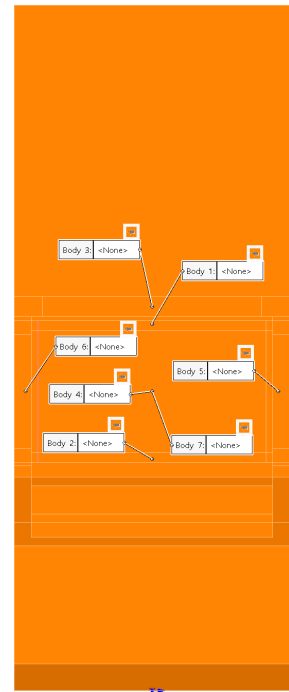 Body 3: <None>
Body 1: <None>
Body 6: <None>
Body 5: <None>
Body 4: <None>
Body 2: <None>
Body 7: <None>